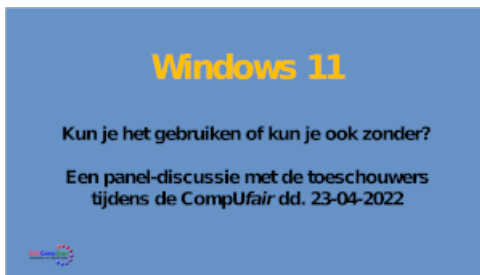 Windows 11
Kun je het gebruiken of kun je ook zonder?
Een panel-discussie met de toeschouwers
tijdens de CompUfair dd. 23-04-2022